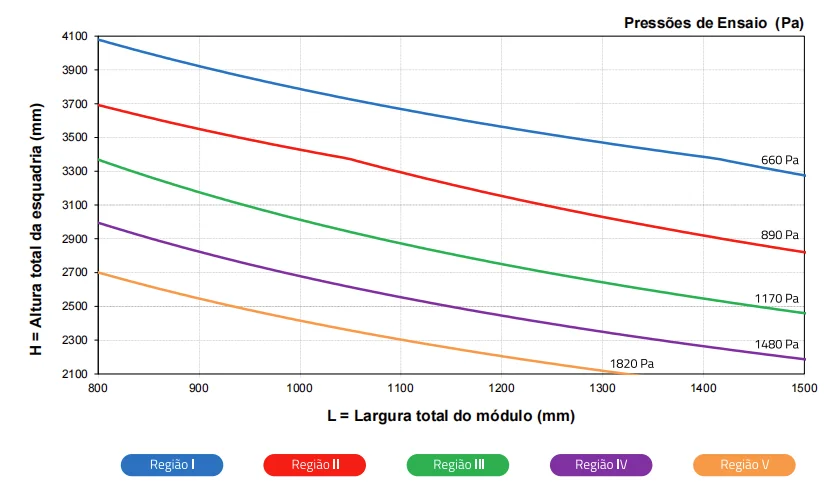 Pressões de Ensaio (Pa)
H = Altura total da esquadria (mm)
4100
3900
3700
3500
3300
3100
2900
2700
2500
2300
2100
660 Pa
890 Pa
1170 Pa
1480 Pa
1820 Pa
800 900 1000 1100 1200 1300 1400 1500
L = Largura total do módulo (mm)
Região I Região II Região III Região IV Região V